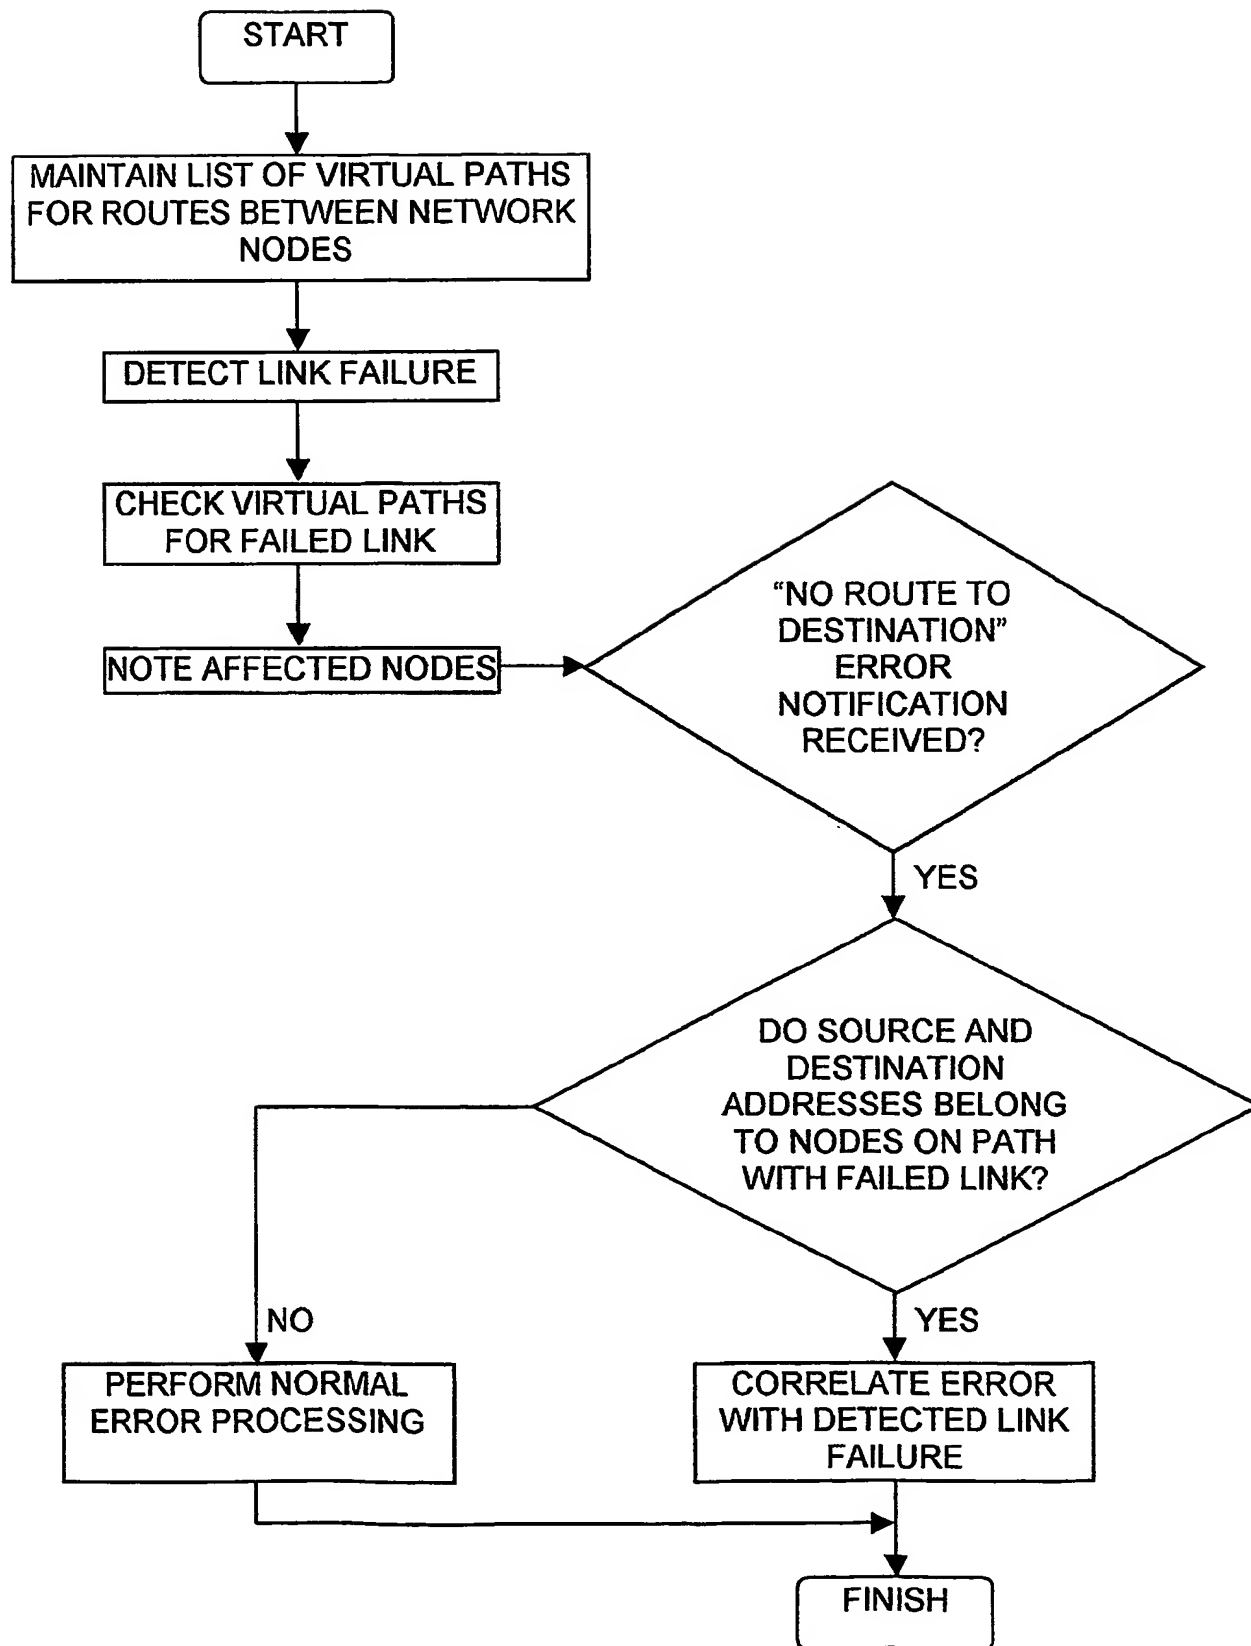 START
MAINTAIN LIST OF VIRTUAL PATHS
FOR ROUTES BETWEEN NETWORK
NODES
DETECT LINK FAILURE
CHECK VIRTUAL PATHS
FOR FAILED LINK
NOTE AFFECTED NODES
“NO ROUTE TO
DESTINATION”
ERROR
NOTIFICATION
RECEIVED?
YES
DO SOURCE AND
DESTINATION
ADDRESSES BELONG
TO NODES ON PATH
WITH FAILED LINK?
NO
YES
PERFORM NORMAL
ERROR PROCESSING
CORRELATE ERROR
WITH DETECTED LINK
FAILURE
FINISH